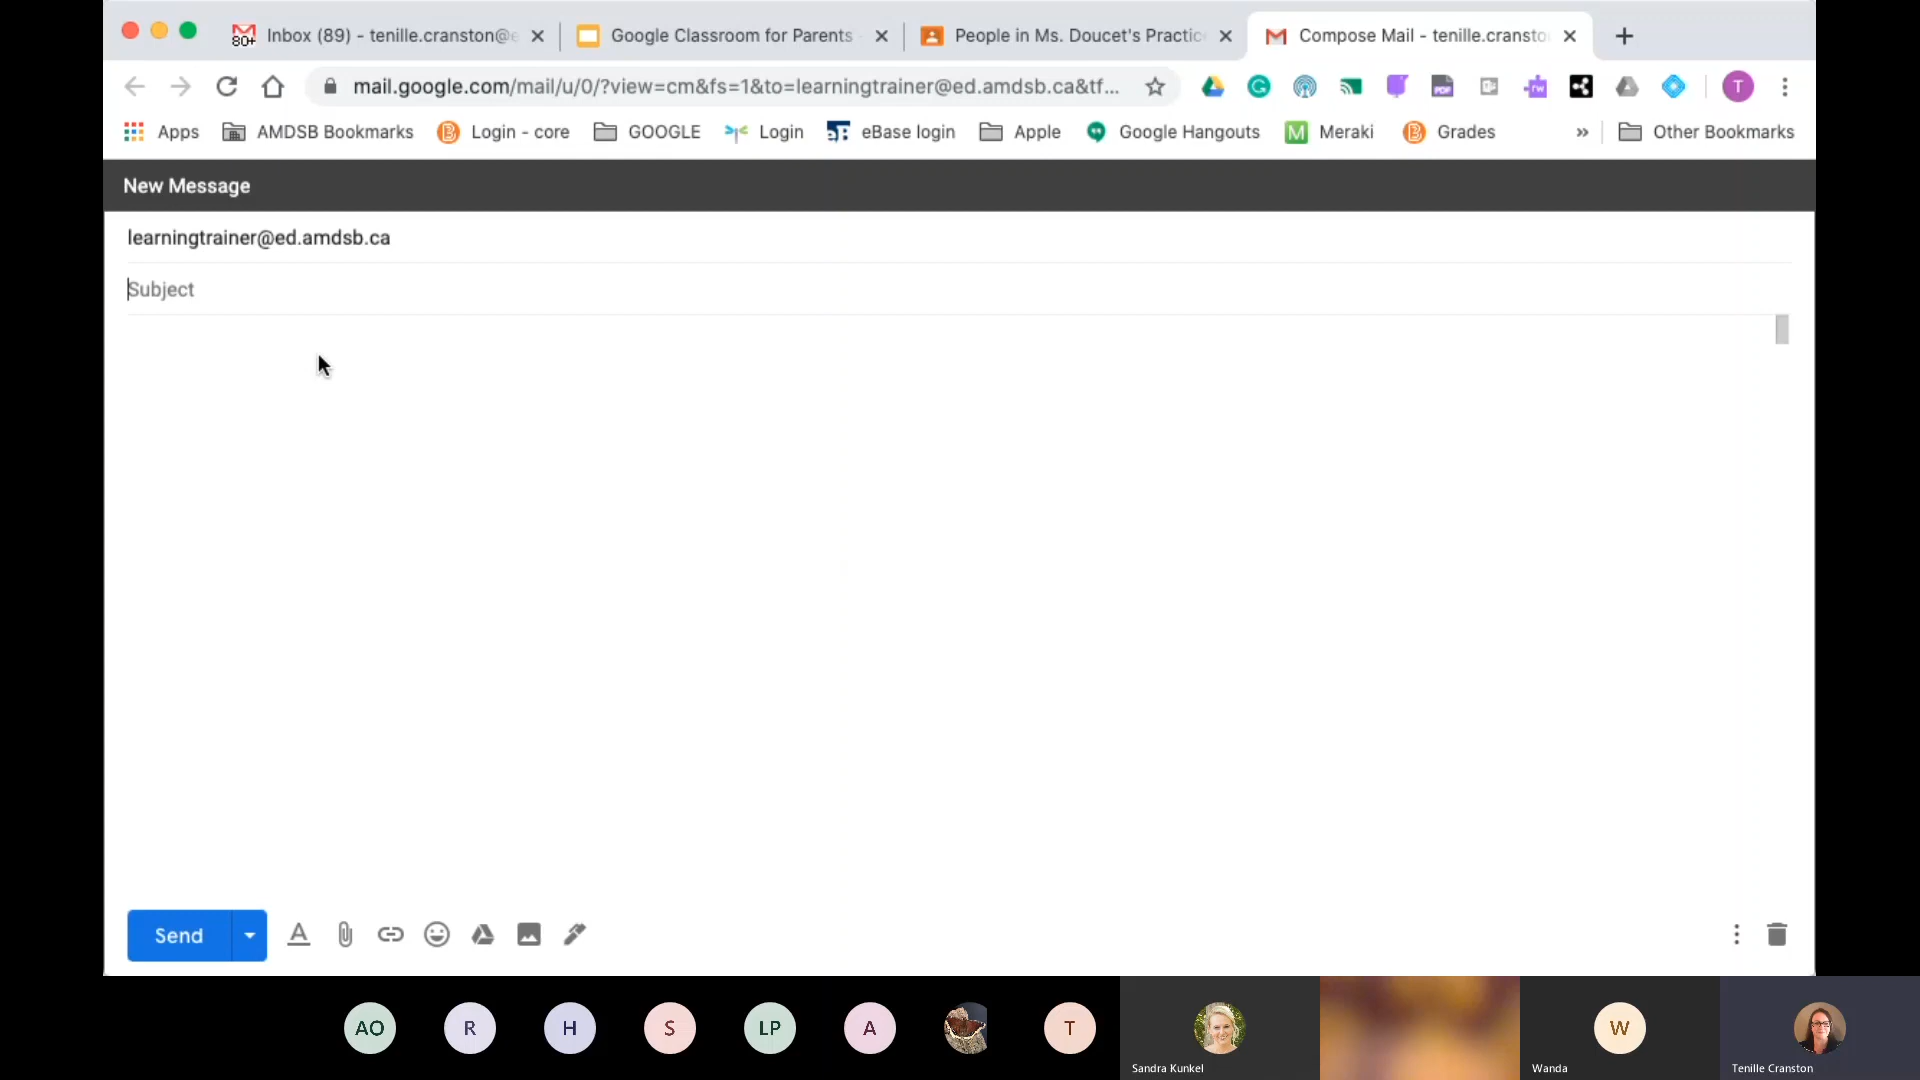 80+ Inbox (89) - tenille.cranston@e Google Classroom for Parents - People in Ms. Doucet's Practic Compose Mail - tenille.cransto
mail.google.com/mail/u/0/?view=cm&fs=1&to=learningtrainer@ed.amdsb.ca&tf... G PDF rw T
Apps AMDSB Bookmarks B Login - core GOOGLE Login eBase login Apple Google Hangouts M Meraki B Grades » Other Bookmarks
New Message
learningtrainer@ed.amdsb.ca
Subject
Send A
AO R H S LP A T W
Sandra Kunkel Wanda Tenille Cranston